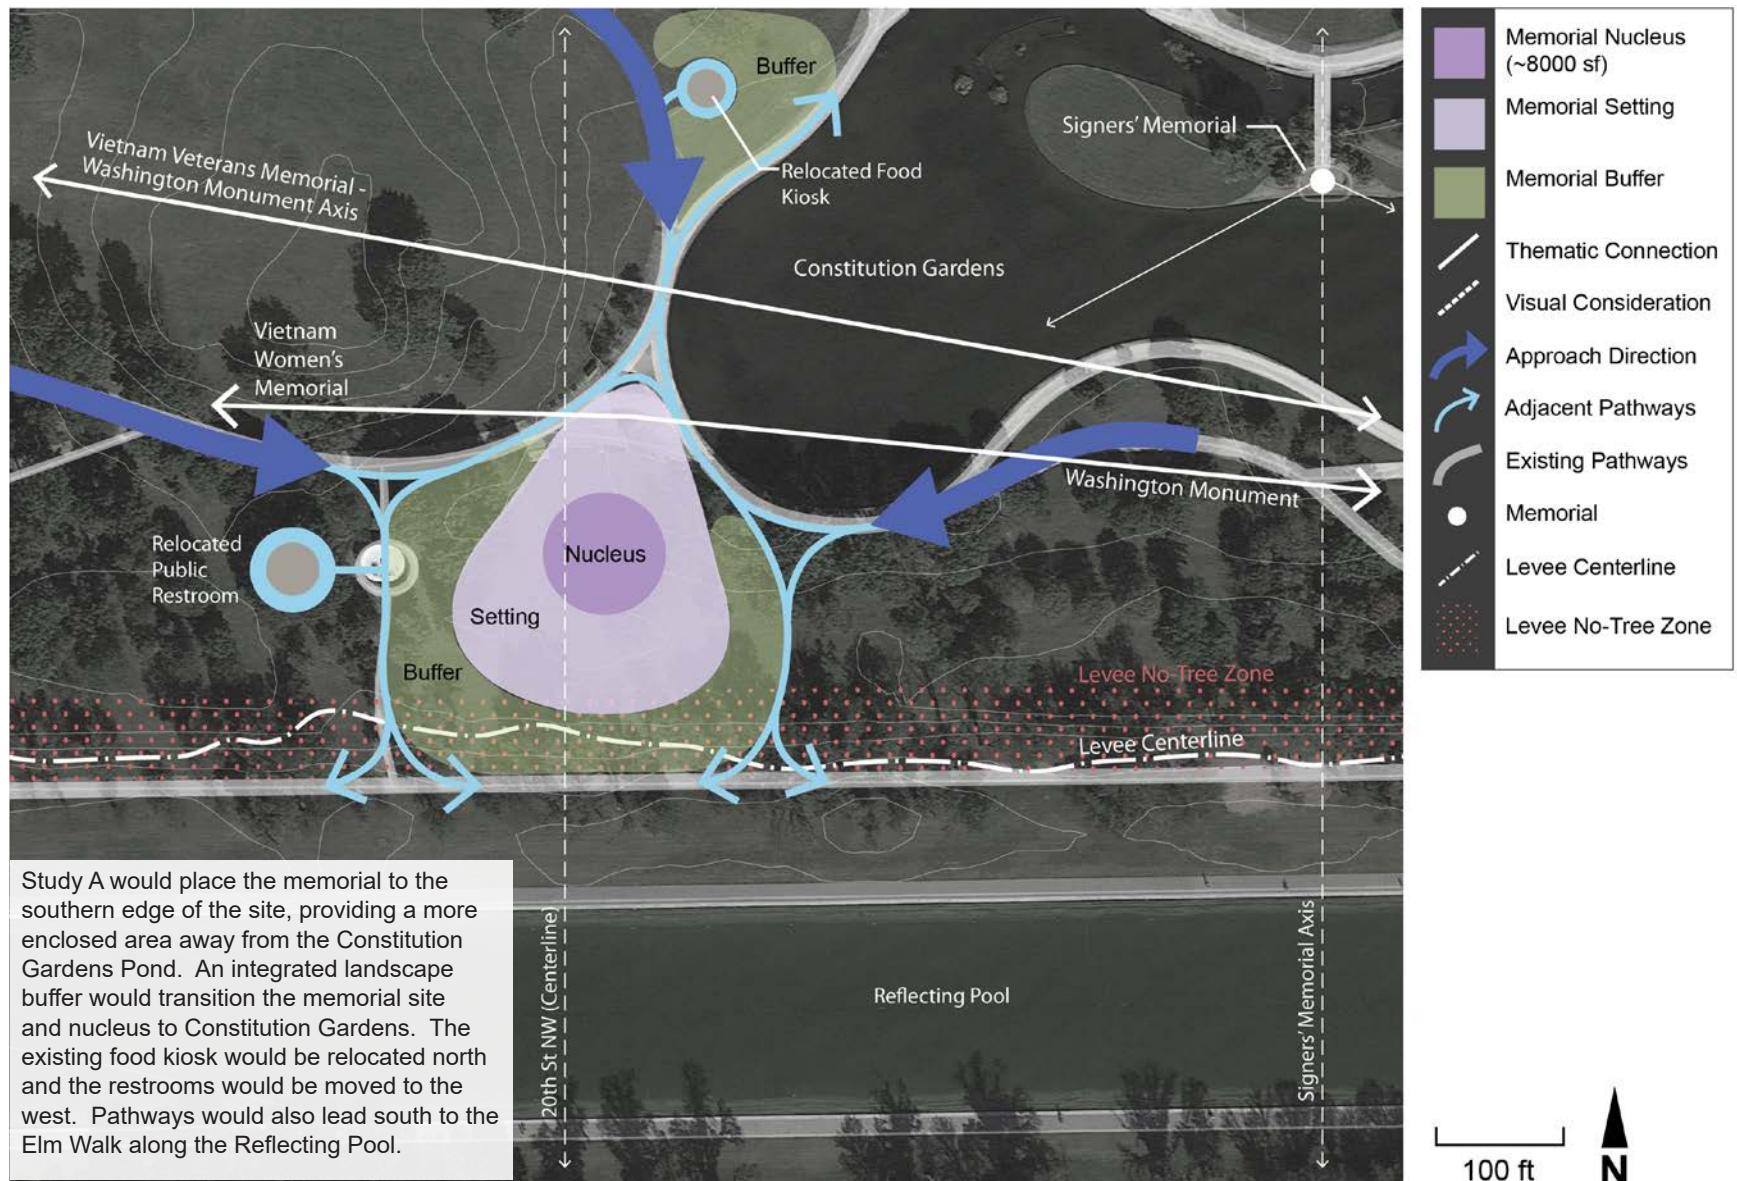 Buffer
Vietnam Veterans Memorial -
Washington Monument Axis
Signers' Memorial
Relocated Food
Kiosk
Constitution Gardens
Vietnam
Women's
Memorial
Washington Monument
Relocated
Public
Restroom
Nucleus
Setting
Buffer
Levee No-Tree Zone
Levee Centerline
Study A would place the memorial to the
southern edge of the site, providing a more
enclosed area away from the Constitution
Gardens Pond. An integrated landscape
buffer would transition the memorial site
and nucleus to Constitution Gardens. The
existing food kiosk would be relocated north
and the restrooms would be moved to the
west. Pathways would also lead south to the
Elm Walk along the Reflecting Pool.
20th St NW (Centerline)
Reflecting Pool
Signers' Memorial Axis
Memorial Nucleus
(~8000 sf)
Memorial Setting
Memorial Buffer
Thematic Connection
Visual Consideration
Approach Direction
Adjacent Pathways
Existing Pathways
Memorial
Levee Centerline
Levee No-Tree Zone
100 ft
N